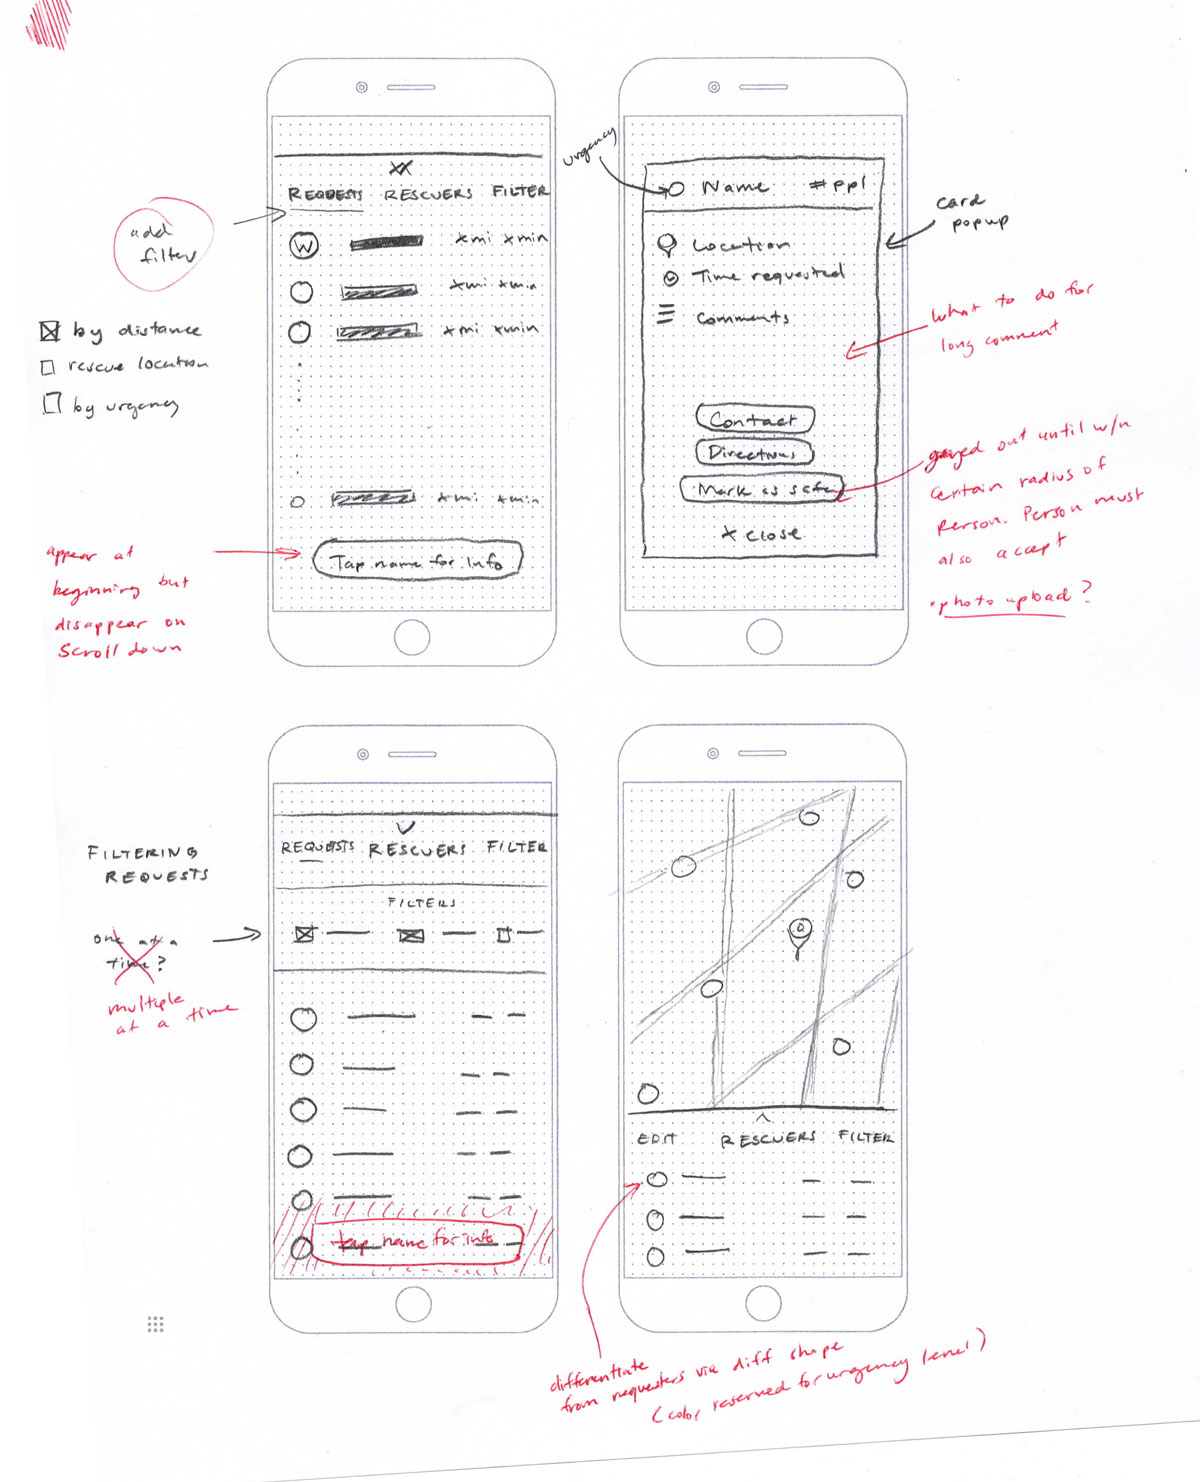 REQUESTS RESCUERS FILTER
add
filter
W xmi xmin
xmi xmin
xmi xmin
by distance
rescue location
by urgency
xmi xmin
Tap name for info
appear at
beginning but
disappear on
Scroll down
urgency
Name #ppl
card
popup
Location
Time requested
Comments
What to do for
long comment
Contact
Directions
Mark as safe
x close
grayed out until w/n
certain radius of
Person. Person must
also accept
photo upload?
FILTERING
REQUESTS
one at a
time?
multiple
at a time
REQUESTS RESCUERS FILTER
FILTERS
tap name for info
EDIT RESCUERS FILTER
differentiate
from requesters via diff shape
(color reserved for urgency level)